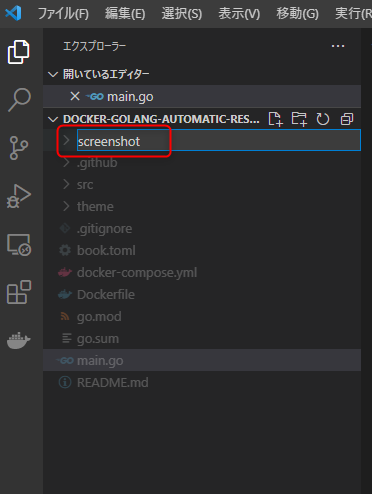 ファイル(F) 編集(E) 選択(S) 表示(V) 移動(G) 実行(R
エクスプローラー
開いているエディター
main.go
DOCKER-GOLANG-AUTOMATIC-RES...
screenshot
.github
src
theme
.gitignore
book.toml
docker-compose.yml
Dockerfile
go.mod
go.sum
main.go
README.md